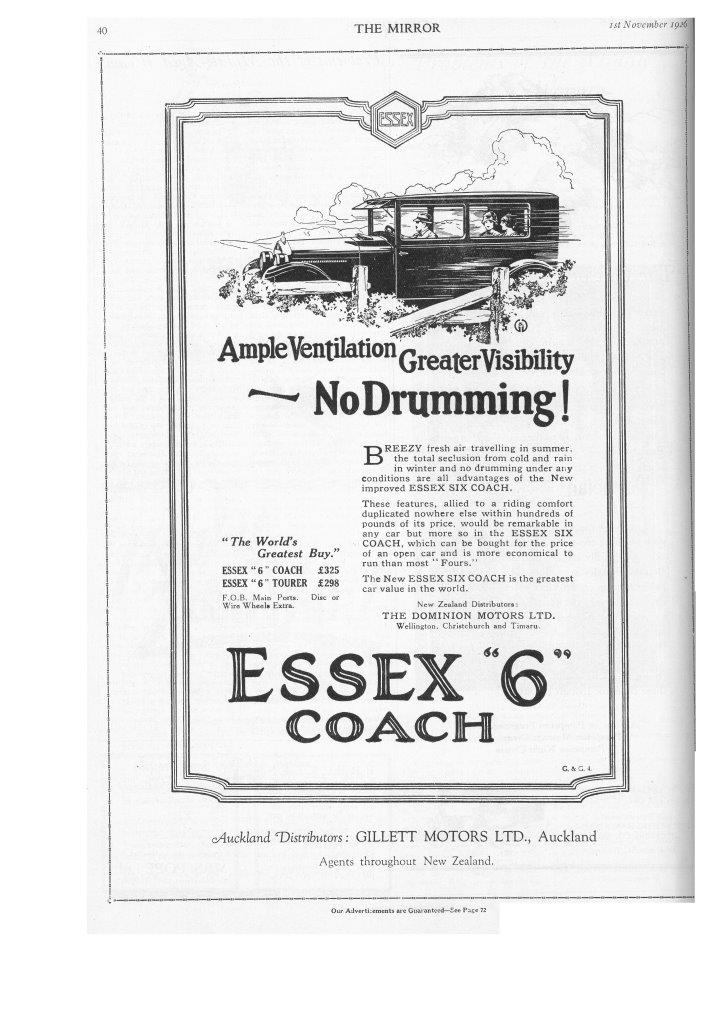 40
THE MIRROR
1st November 1926
ESSEX
Ample Ventilation Greater Visibility
— No Drumming!
BREEZY fresh air travelling in summer,
the total seclusion from cold and rain
in winter and no drumming under any
conditions are all advantages of the New
improved ESSEX SIX COACH.
These features, allied to a riding comfort
duplicated nowhere else within hundreds of
pounds of its price, would be remarkable in
any car but more so in the ESSEX SIX
COACH, which can be bought for the price
of an open car and is more economical to
run than most "Fours."
The New ESSEX SIX COACH is the greatest
car value in the world.
New Zealand Distributors:
THE DOMINION MOTORS LTD.
Wellington, Christchurch and Timaru.
"The World's
Greatest Buy."
ESSEX "6" COACH £325
ESSEX "6" TOURER £298
F.O.B. Main Ports. Disc or
Wire Wheels Extra.
ESSEX "6"
COACH
G. & G. 4.
Auckland Distributors: GILLETT MOTORS LTD., Auckland
Agents throughout New Zealand.
Our Advertisements are Guaranteed—See Page 72